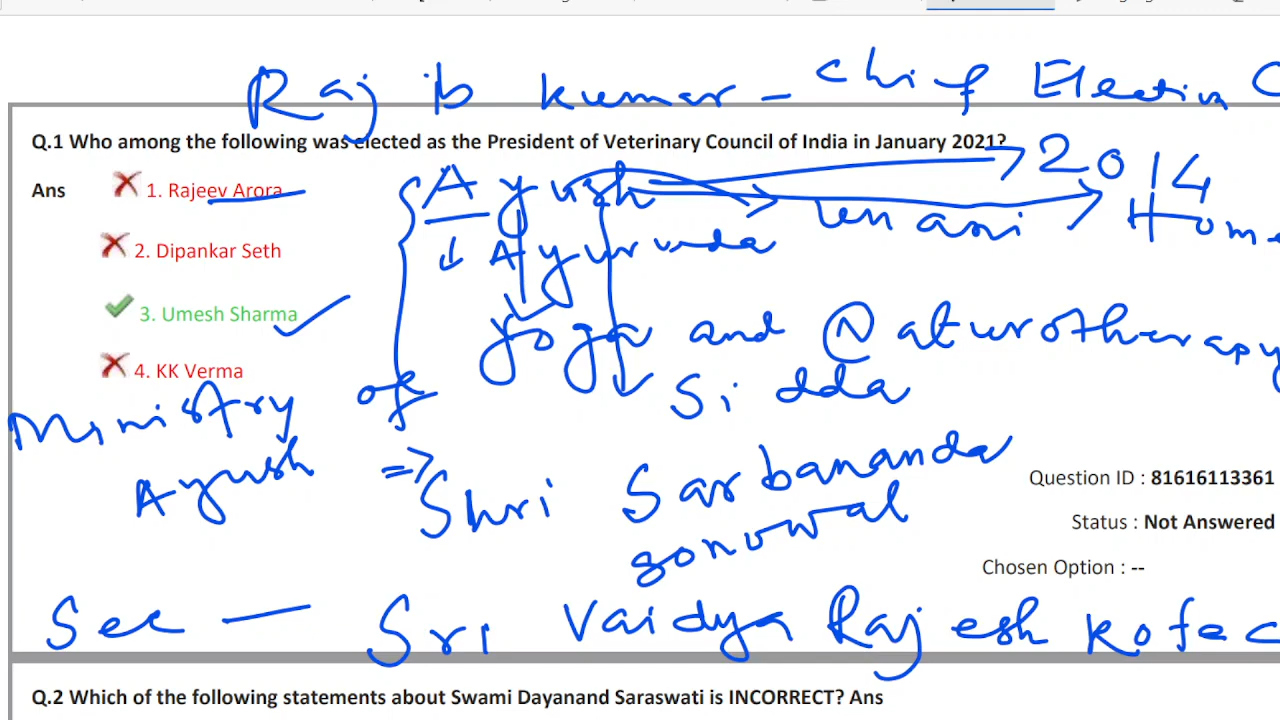 Rajib kumar - Chif Election C
Q.1 Who among the following was elected as the President of Veterinary Council of India in January 2021?
Ans 1. Rajeev Arora
Ayush 2014
unani Home
Ayurveda
2. Dipankar Seth
3. Umesh Sharma
yoga and Naturotherapy
4. KK Verma
Sidda
Ministry of
Ayush => Shri Sarbananda
sonowal
Question ID : 81616113361
Status : Not Answered
Chosen Option : --
Sec — Sri Vaidya Rajesh Kotec
Q.2 Which of the following statements about Swami Dayanand Saraswati is INCORRECT? Ans